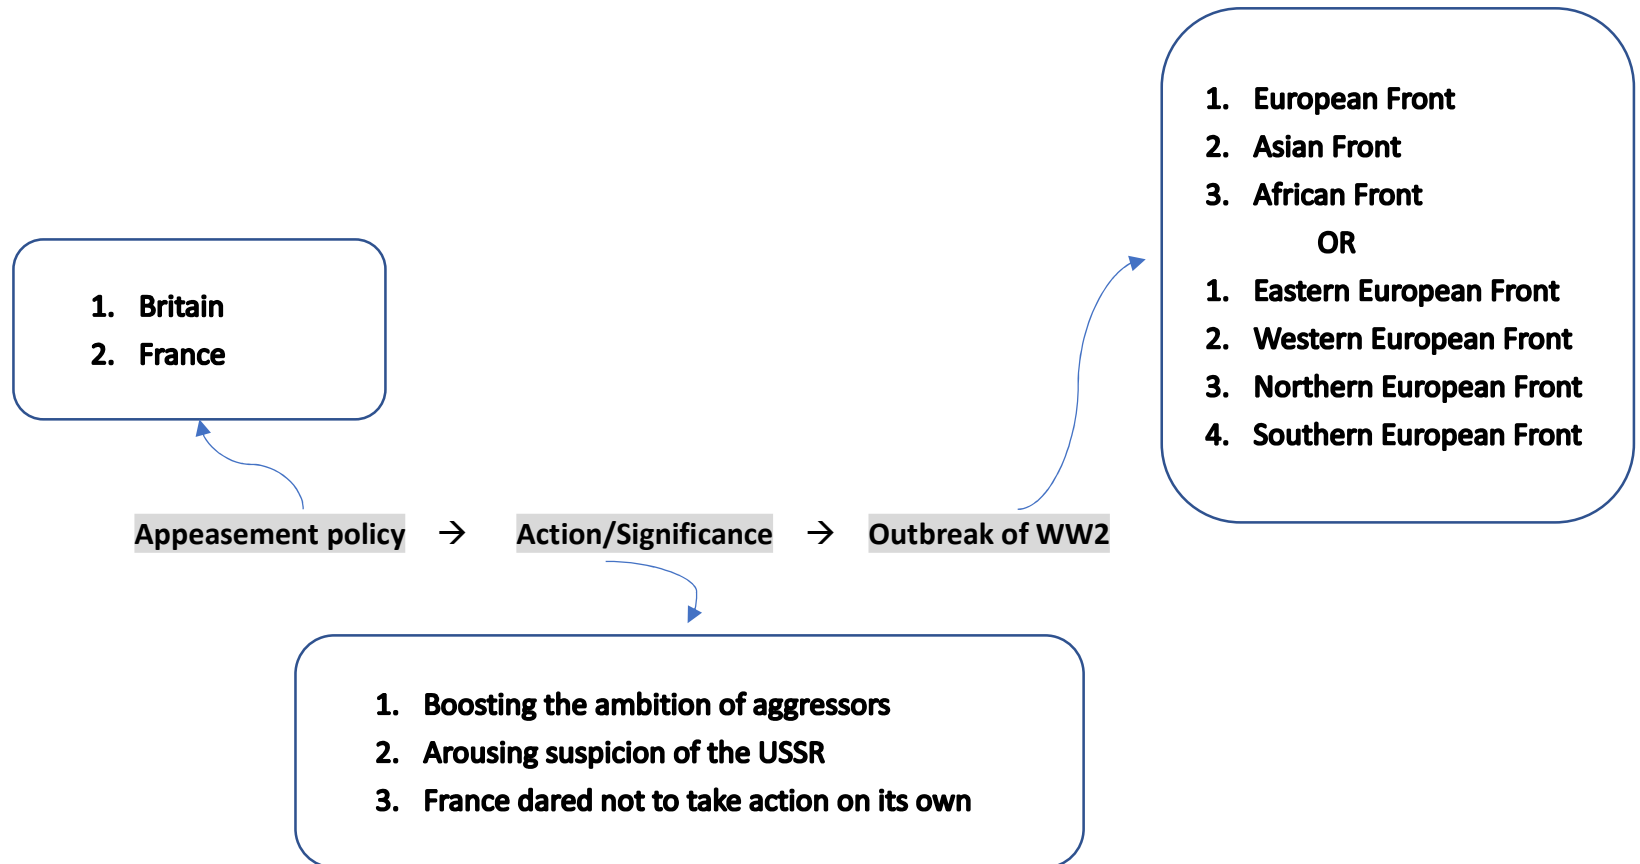 1. European Front
2. Asian Front
3. African Front
OR
1. Eastern European Front
2. Western European Front
3. Northern European Front
4. Southern European Front
1. Britain
2. France
Appeasement policy → Action/Significance → Outbreak of WW2
1. Boosting the ambition of aggressors
2. Arousing suspicion of the USSR
3. France dared not to take action on its own